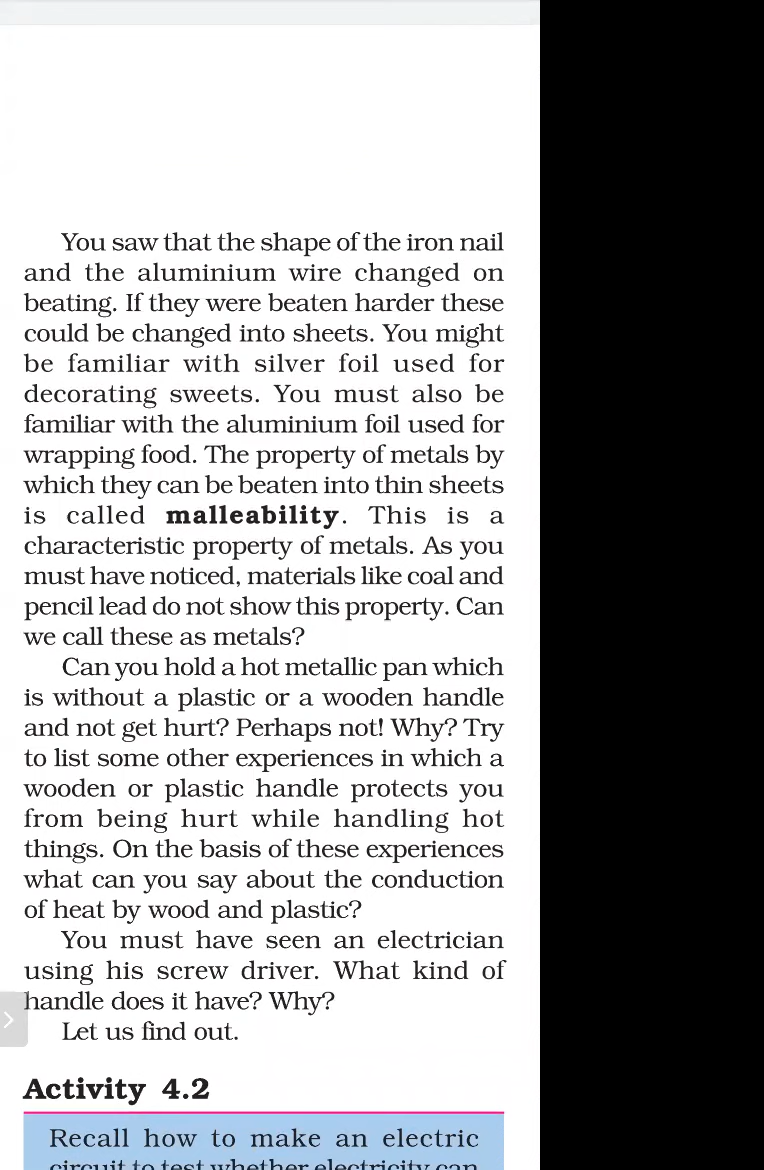 You saw that the shape of the iron nail
and the aluminium wire changed on
beating. If they were beaten harder these
could be changed into sheets. You might
be familiar with silver foil used for
decorating sweets. You must also be
familiar with the aluminium foil used for
wrapping food. The property of metals by
which they can be beaten into thin sheets
is called malleability. This is a
characteristic property of metals. As you
must have noticed, materials like coal and
pencil lead do not show this property. Can
we call these as metals?
Can you hold a hot metallic pan which
is without a plastic or a wooden handle
and not get hurt? Perhaps not! Why? Try
to list some other experiences in which a
wooden or plastic handle protects you
from being hurt while handling hot
things. On the basis of these experiences
what can you say about the conduction
of heat by wood and plastic?
You must have seen an electrician
using his screw driver. What kind of
handle does it have? Why?
Let us find out.
Activity 4.2
Recall how to make an electric
circuit to test whether electricity can